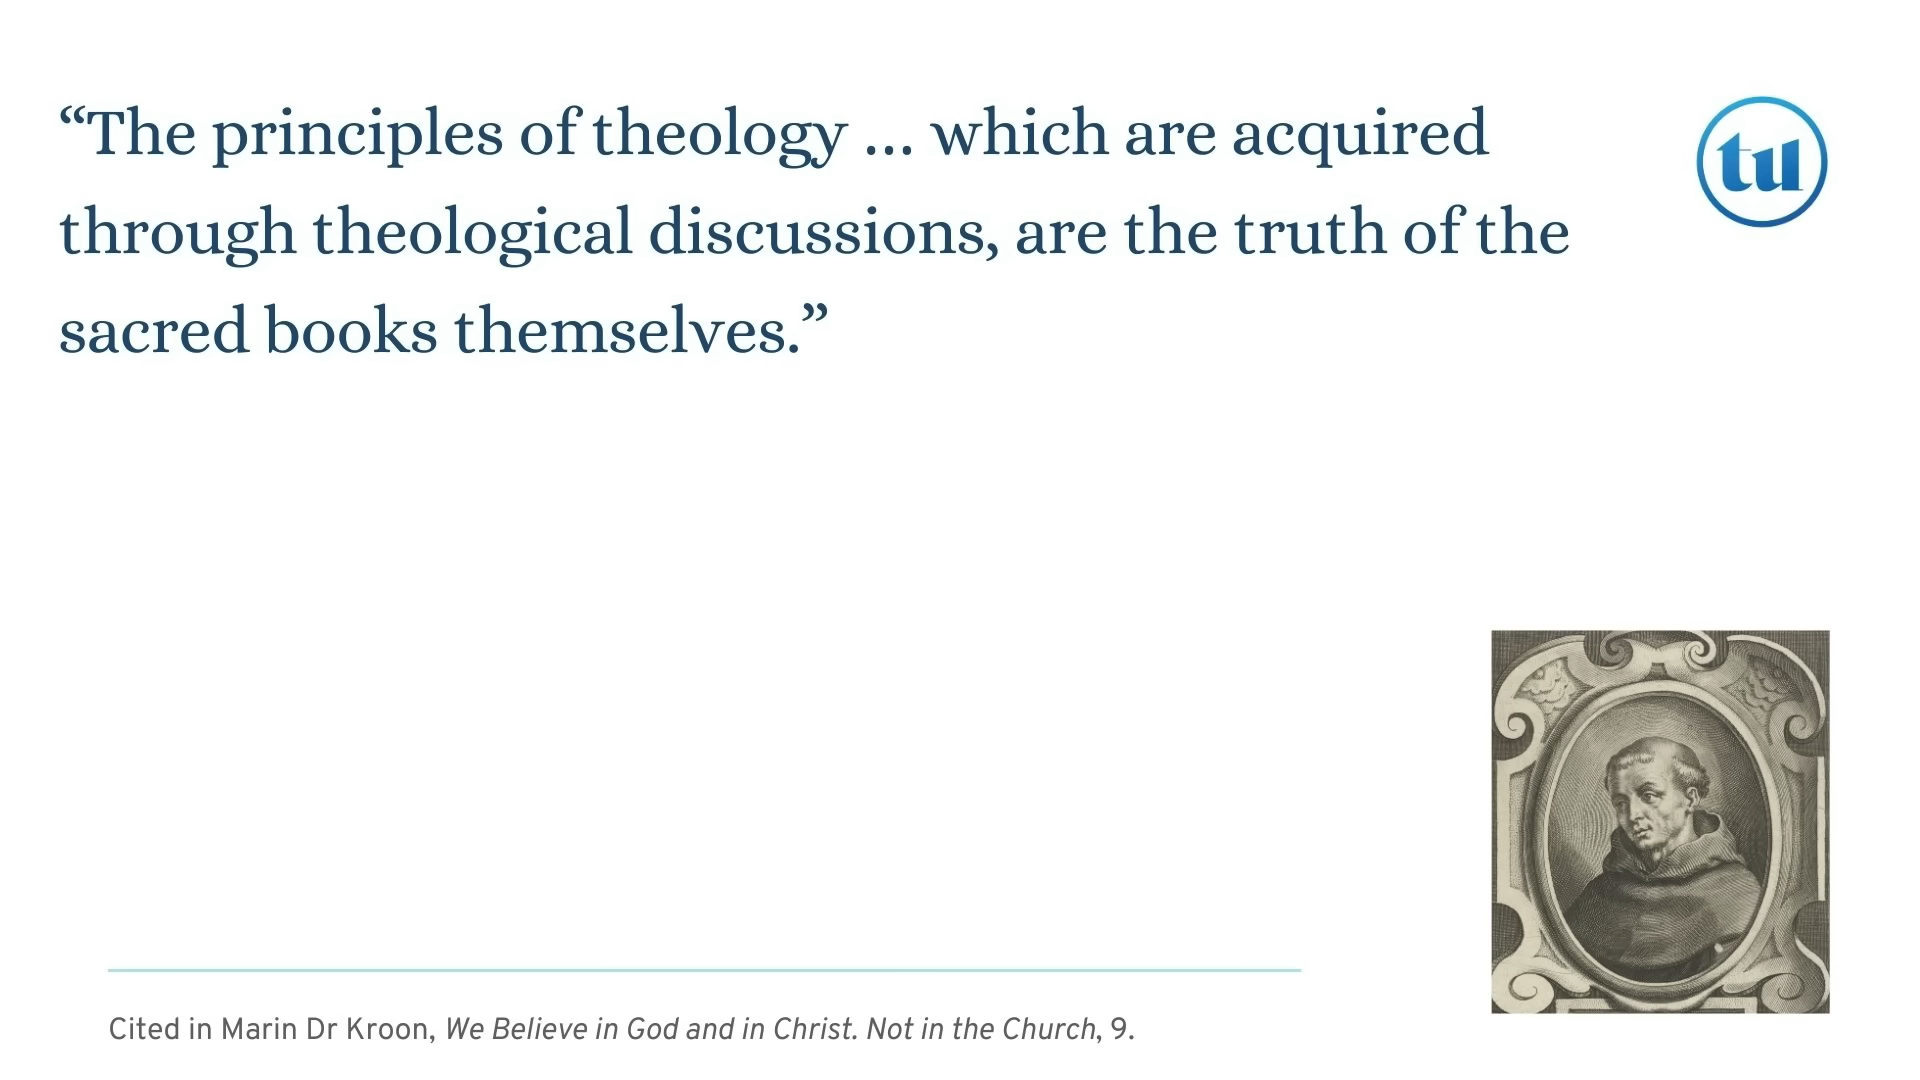 “The principles of theology … which are acquired
through theological discussions, are the truth of the
sacred books themselves.”
tu
Cited in Marin Dr Kroon, We Believe in God and in Christ. Not in the Church, 9.